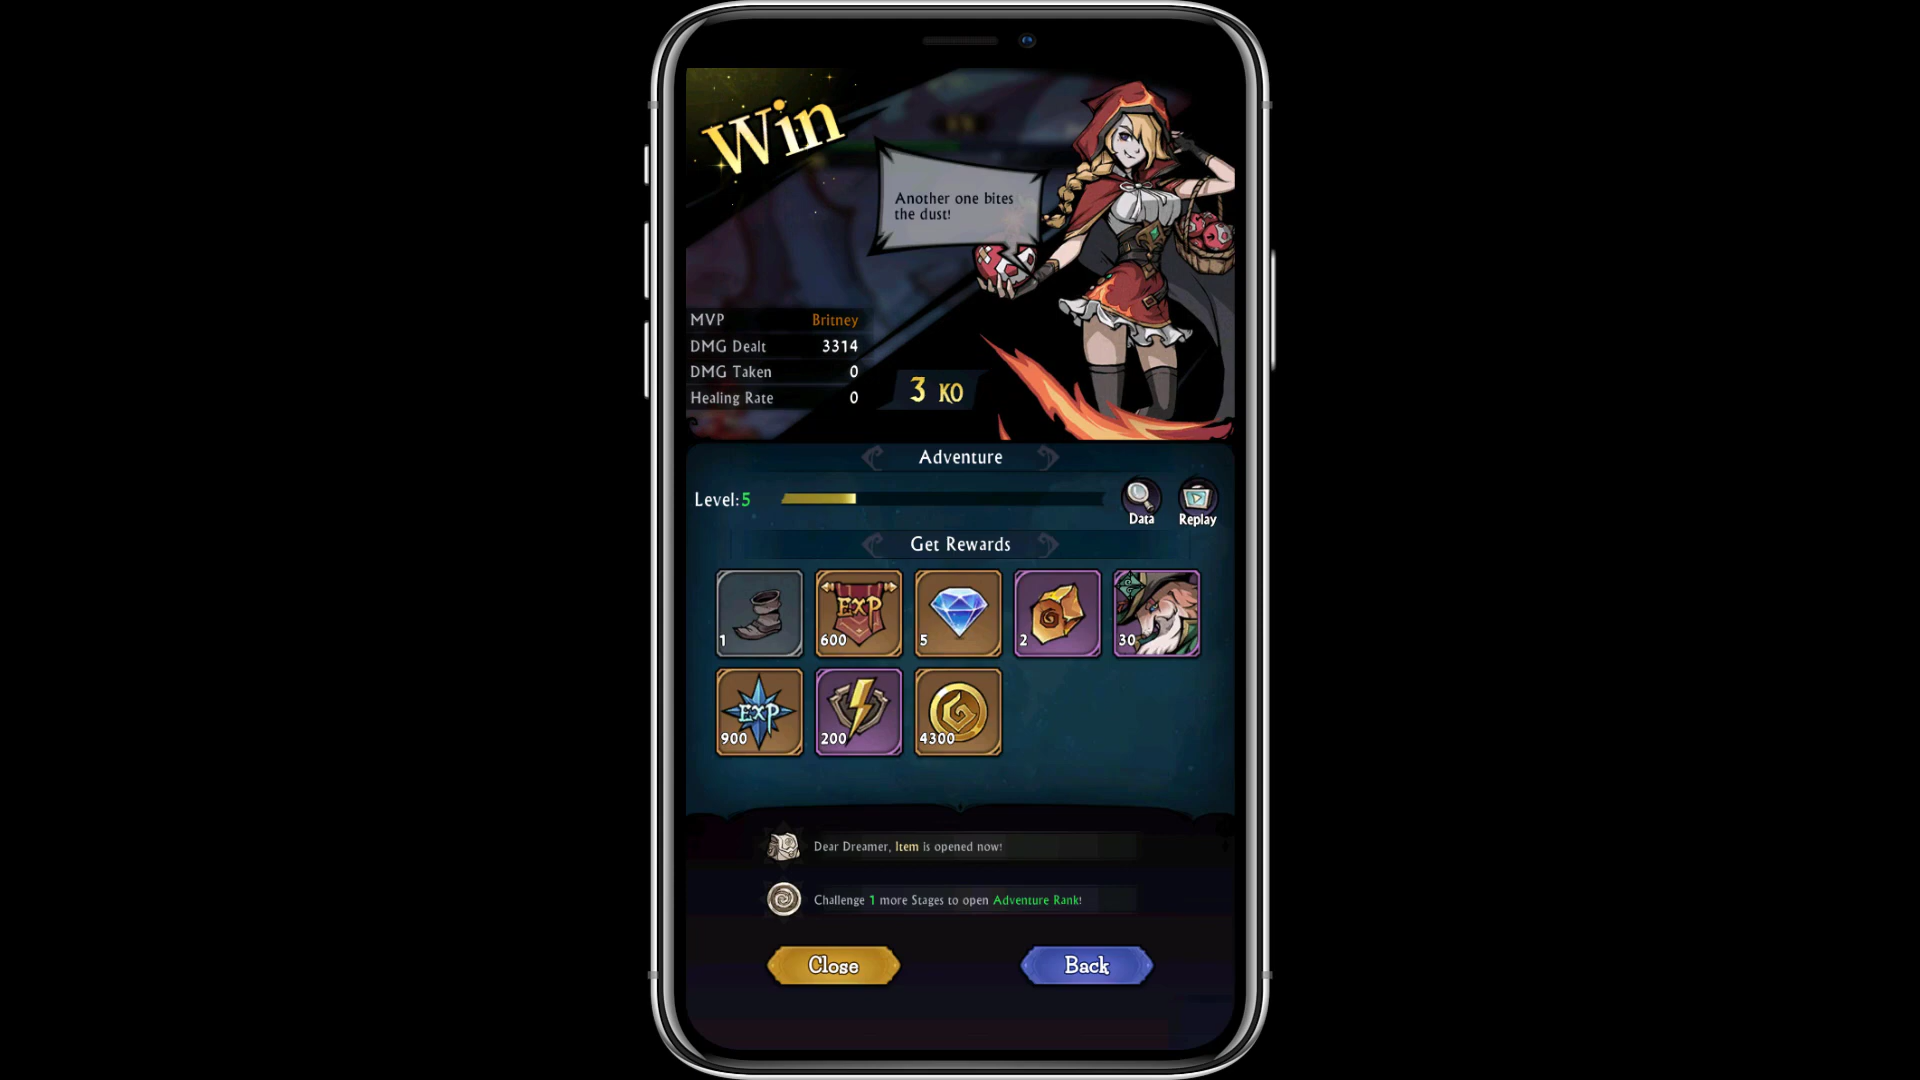 Win
Another one bites
the dust!
MVP Britney
DMG Dealt 3314
DMG Taken 0
Healing Rate 0
3 KO
Adventure
Level:5
Data
Replay
Get Rewards
1
EXP
600
5
2
30
EXP
900
200
4300
Dear Dreamer, Item is opened now!
Challenge 1 more Stages to open Adventure Rank!
Close
Back